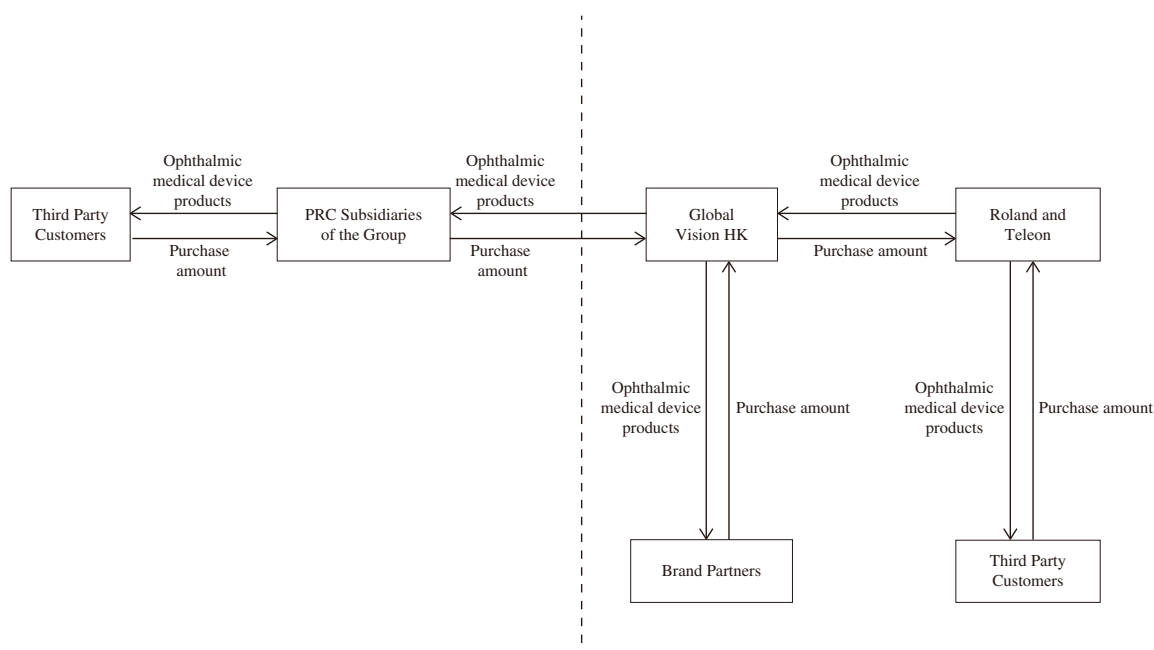 Ophthalmic
medical device
products
Ophthalmic
medical device
products
Ophthalmic
medical device
products
Third Party
Customers
PRC Subsidiaries
of the Group
Global
Vision HK
Roland and
Teleon
Purchase
amount
Purchase
amount
Purchase amount
Ophthalmic
medical device
products
Purchase amount
Ophthalmic
medical device
products
Purchase amount
Brand Partners
Third Party
Customers